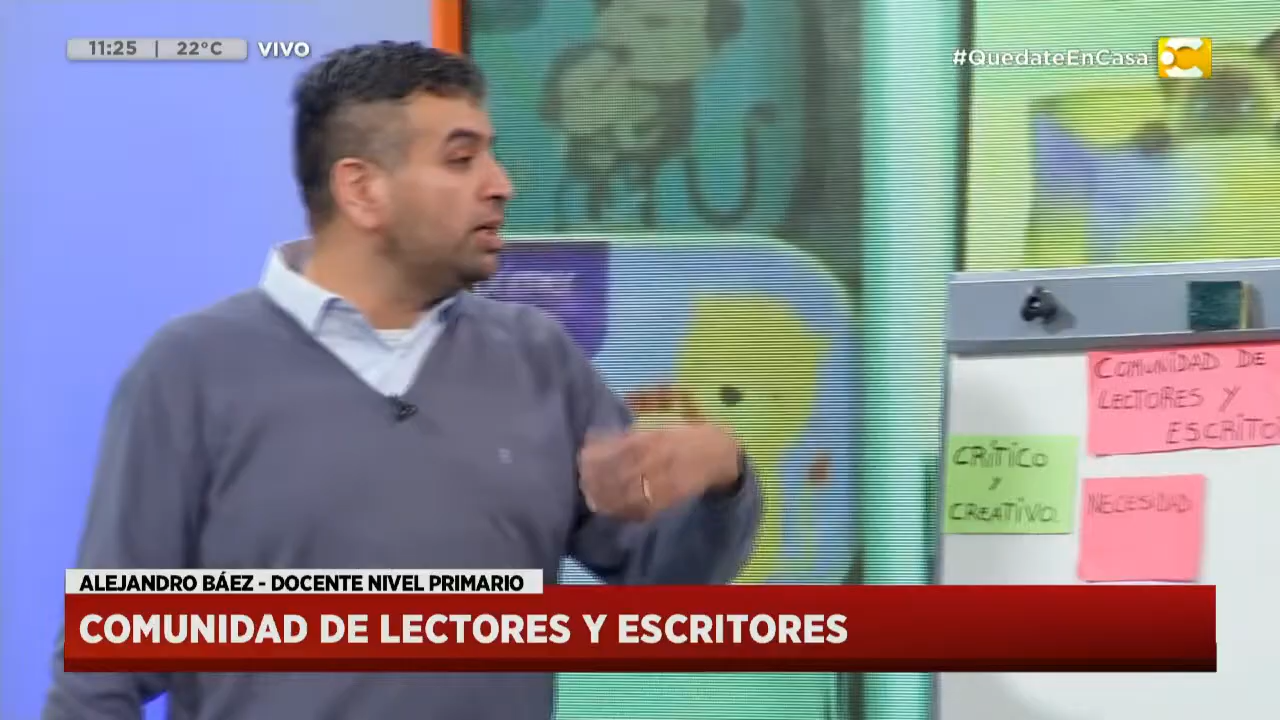 11:25 | 22°C VIVO
#QuedateEnCasa
COMUNIDAD DE
LECTORES Y
ESCRITO
CRÍTICO
Y
CREATIVO.
NECESIDAD
ALEJANDRO BÁEZ - DOCENTE NIVEL PRIMARIO
COMUNIDAD DE LECTORES Y ESCRITORES